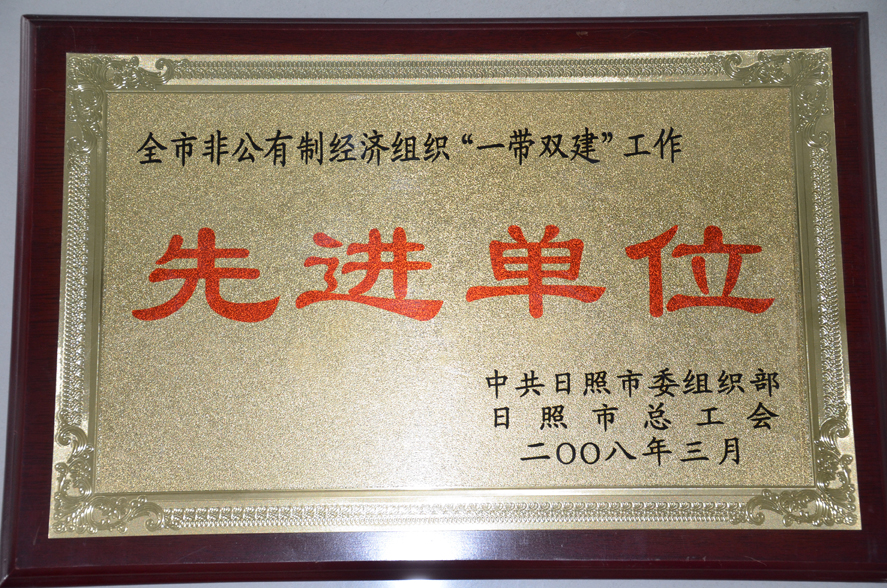 全市非公有制经济组织“一带双建”工作
先进单位
中共日照市委组织部
日照市总工会
二〇〇八年三月